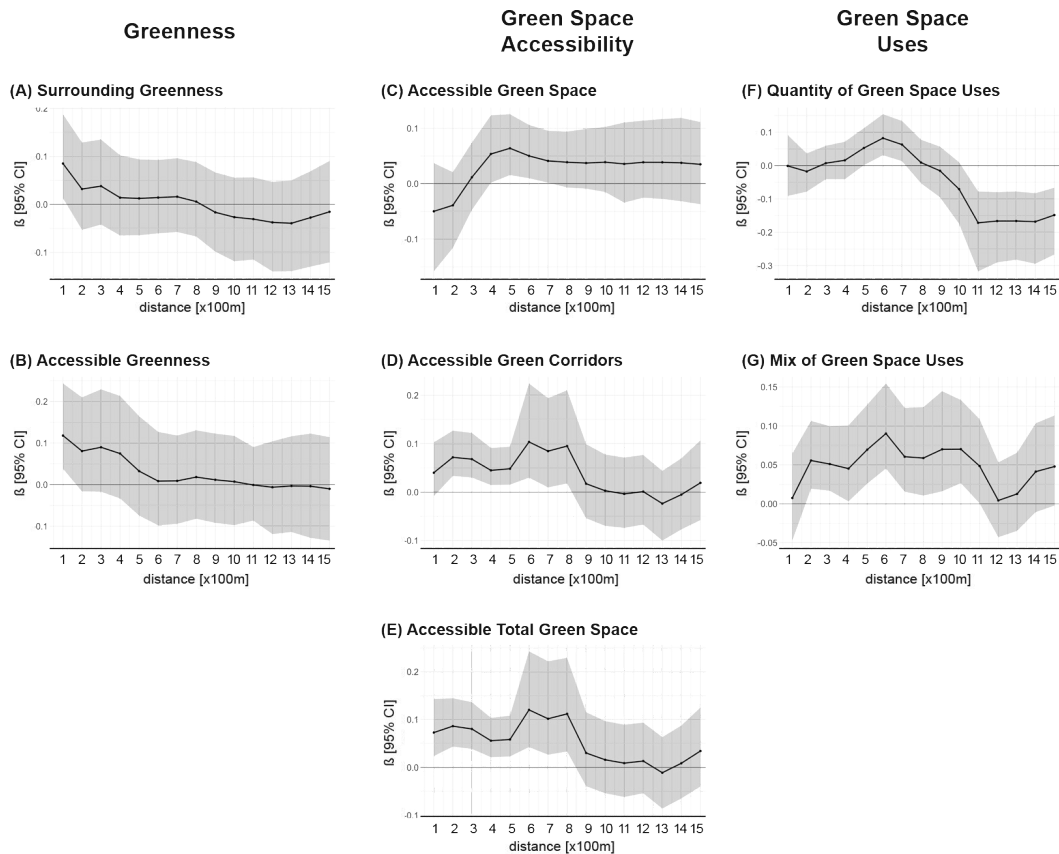 Greenness
Green Space
Accessibility
Green Space
Uses
(A) Surrounding Greenness
0.2
0.1
0.0
0.1
ß [95% CI]
1 2 3 4 5 6 7 8 9 10 11 12 13 14 15
distance [x100m]
(C) Accessible Green Space
0.1
0.0
-0.1
ß [95% CI]
1 2 3 4 5 6 7 8 9 10 11 12 13 14 15
distance [x100m]
(F) Quantity of Green Space Uses
0.1
0.0
-0.1
-0.2
-0.3
ß [95% CI]
1 2 3 4 5 6 7 8 9 10 11 12 13 14 15
distance [x100m]
(B) Accessible Greenness
0.2
0.1
0.0
0.1
ß [95% CI]
1 2 3 4 5 6 7 8 9 10 11 12 13 14 15
distance [x100m]
(D) Accessible Green Corridors
0.2
0.1
0.0
-0.1
ß [95% CI]
1 2 3 4 5 6 7 8 9 10 11 12 13 14 15
distance [x100m]
(G) Mix of Green Space Uses
0.15
0.10
0.05
0.00
-0.05
ß [95% CI]
1 2 3 4 5 6 7 8 9 10 11 12 13 14 15
distance [x100m]
(E) Accessible Total Green Space
0.2
0.1
0.0
-0.1
ß [95% CI]
1 2 3 4 5 6 7 8 9 10 11 12 13 14 15
distance [x100m]